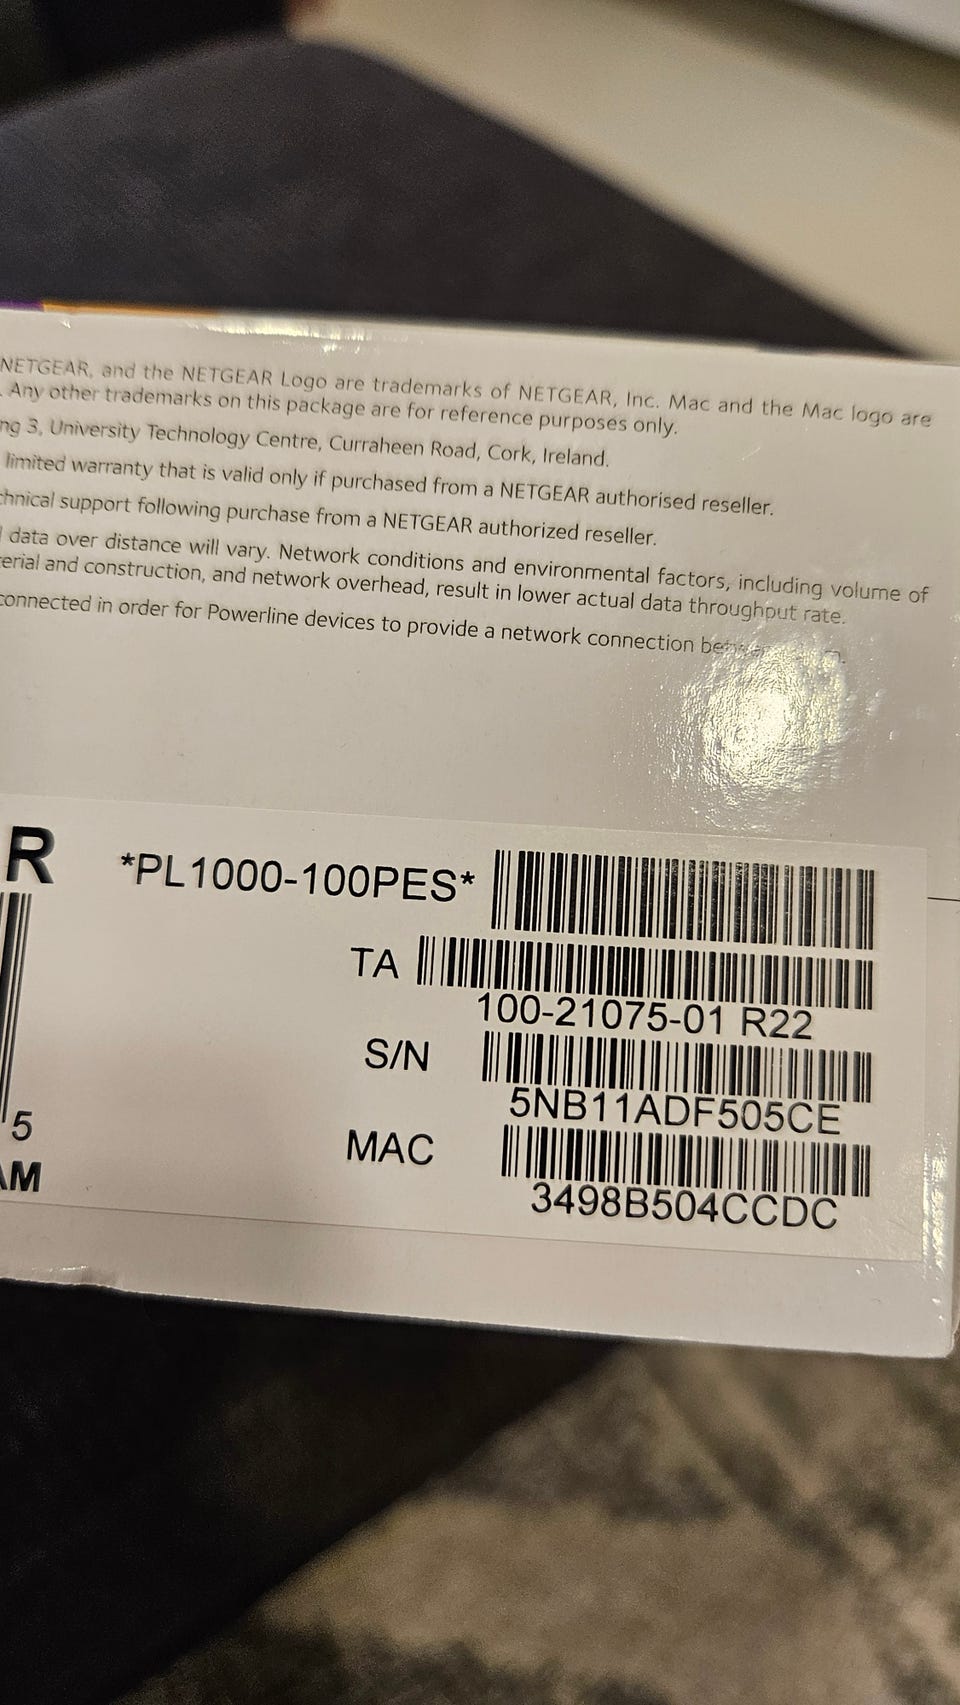 NETGEAR, and the NETGEAR Logo are trademarks of NETGEAR, Inc. Mac and the Mac logo are
. Any other trademarks on this package are for reference purposes only.
ng 3, University Technology Centre, Curraheen Road, Cork, Ireland.
limited warranty that is valid only if purchased from a NETGEAR authorised reseller.
chnical support following purchase from a NETGEAR authorized reseller.
data over distance will vary. Network conditions and environmental factors, including volume of
erial and construction, and network overhead, result in lower actual data throughput rate.
connected in order for Powerline devices to provide a network connection
R
*PL1000-100PES*
TA
100-21075-01 R22
S/N
5NB11ADF505CE
MAC
3498B504CCDC
5
AM